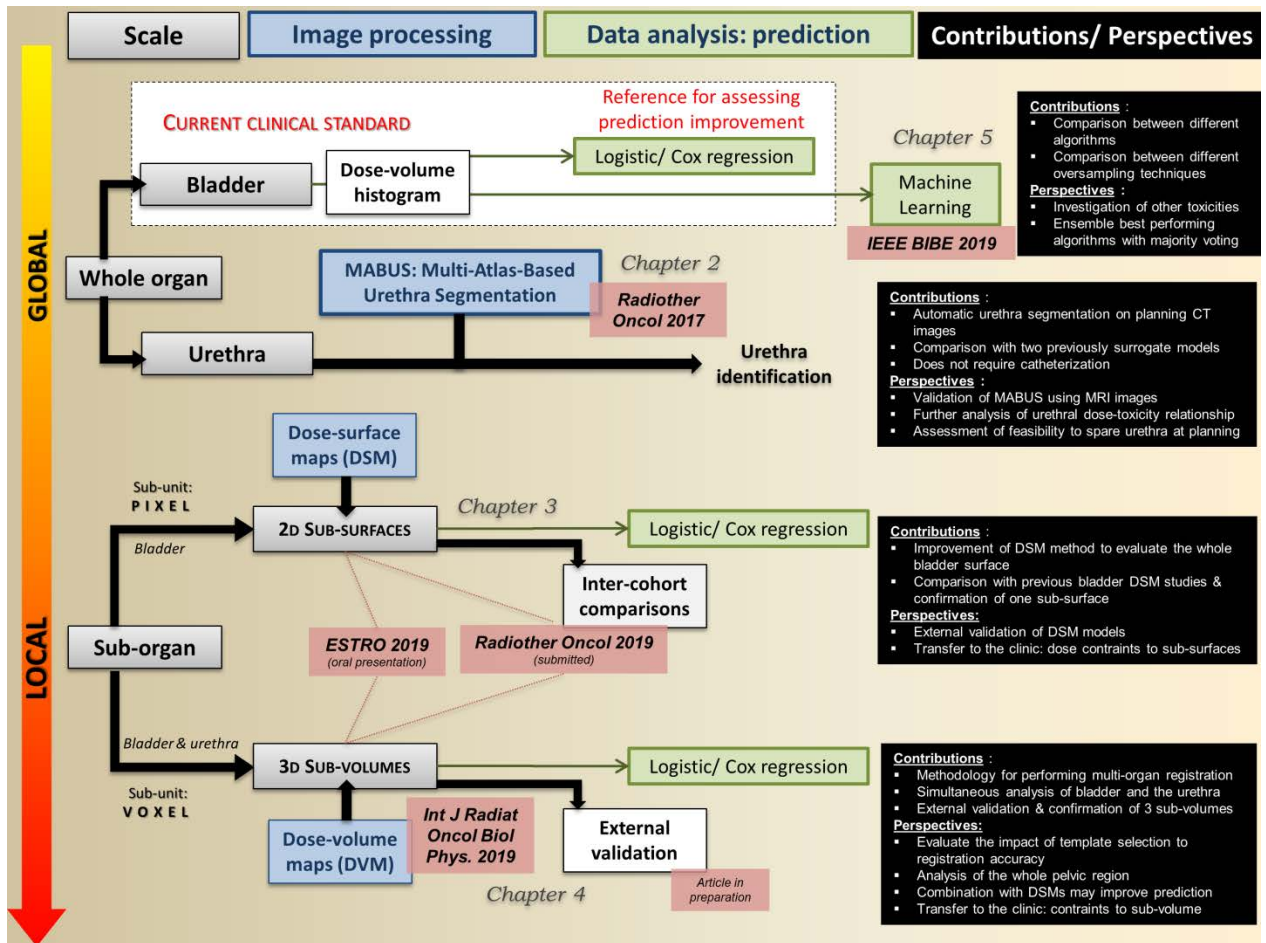 Scale
Image processing
Data analysis: prediction
Contributions/ Perspectives
GLOBAL
LOCAL
CURRENT CLINICAL STANDARD
Reference for assessing
prediction improvement
Bladder
Dose-volume
histogram
Logistic/ Cox regression
Chapter 5
Machine
Learning
IEEE BIBE 2019
Contributions :
▪ Comparison between different
algorithms
▪ Comparison between different
oversampling techniques
Perspectives :
▪ Investigation of other toxicities
▪ Ensemble best performing
algorithms with majority voting
Whole organ
MABUS: Multi-Atlas-Based
Urethra Segmentation
Chapter 2
Radiother
Oncol 2017
Urethra
Urethra
identification
Contributions :
▪ Automatic urethra segmentation on planning CT
images
▪ Comparison with two previously surrogate models
▪ Does not require catheterization
Perspectives :
▪ Validation of MABUS using MRI images
▪ Further analysis of urethral dose-toxicity relationship
▪ Assessment of feasibility to spare urethra at planning
Dose-surface
maps (DSM)
Sub-unit:
PIXEL
Bladder
2D SUB-SURFACES
Chapter 3
Logistic/ Cox regression
Inter-cohort
comparisons
Contributions :
▪ Improvement of DSM method to evaluate the whole
bladder surface
▪ Comparison with previous bladder DSM studies &
confirmation of one sub-surface
Perspectives:
▪ External validation of DSM models
▪ Transfer to the clinic: dose contraints to sub-surfaces
Sub-organ
ESTRO 2019
(oral presentation)
Radiother Oncol 2019
(submitted)
Bladder & urethra
Sub-unit:
VOXEL
3D SUB-VOLUMES
Logistic/ Cox regression
Dose-volume
maps (DVM)
Int J Radiat
Oncol Biol
Phys. 2019
External
validation
Chapter 4
Article in
preparation
Contributions :
▪ Methodology for performing multi-organ registration
▪ Simultaneous analysis of bladder and the urethra
▪ External validation & confirmation of 3 sub-volumes
Perspectives:
▪ Evaluate the impact of template selection to
registration accuracy
▪ Analysis of the whole pelvic region
▪ Combination with DSMs may improve prediction
▪ Transfer to the clinic: contraints to sub-volume